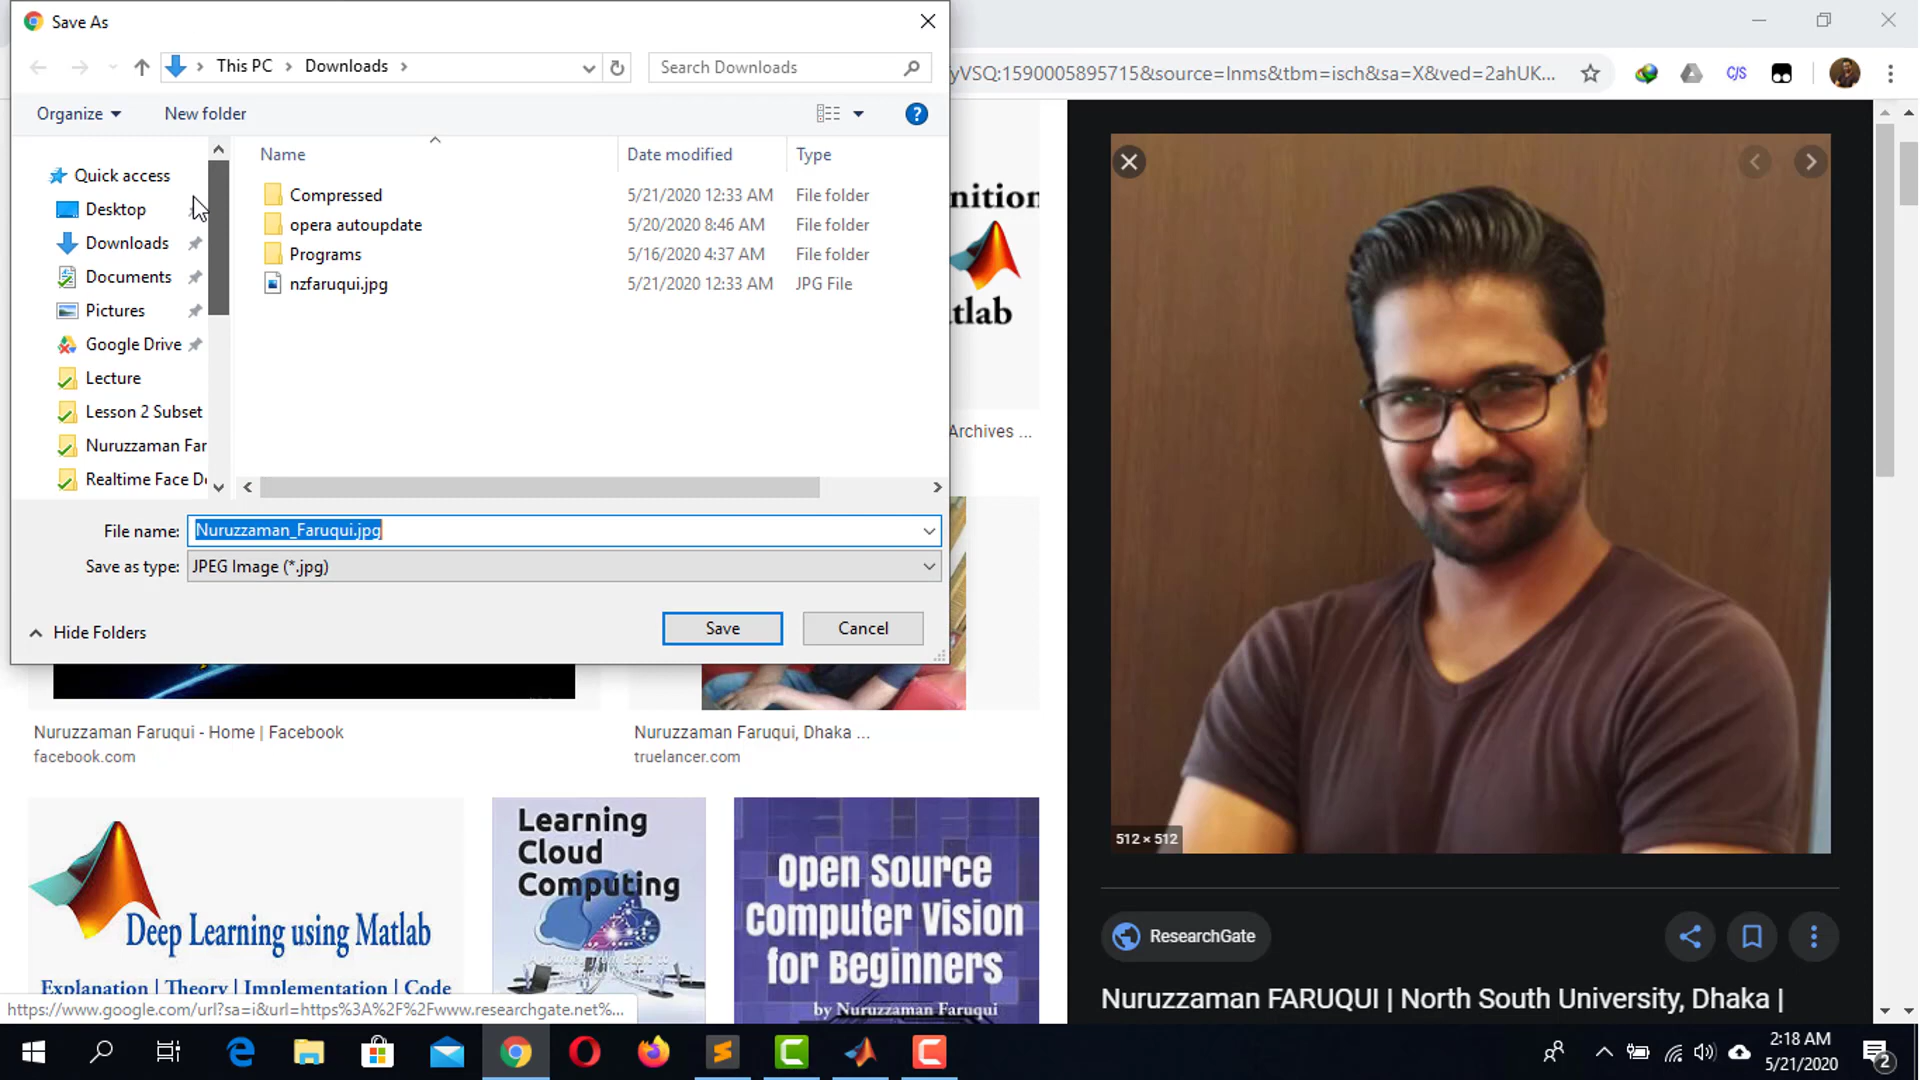 Save As
This PC > Downloads >
Search Downloads
yVSQ:1590005895715&source=lnms&tbm=isch&sa=X&ved=2ahUK...
C/S
Organize
New folder
?
Name
Date modified
Type
Quick access
Desktop
Downloads
Documents
Pictures
Google Drive
Lecture
Lesson 2 Subset
Nuruzzaman Far
Realtime Face De
Compressed 5/21/2020 12:33 AM File folder
opera autoupdate 5/20/2020 8:46 AM File folder
Programs 5/16/2020 4:37 AM File folder
nzfaruqui.jpg 5/21/2020 12:33 AM JPG File
File name: Nuruzzaman_Faruqui.jpg
Save as type: JPEG Image (*.jpg)
Hide Folders
Save
Cancel
nition
tlab
Archives ...
Nuruzzaman Faruqui - Home | Facebook
facebook.com
Nuruzzaman Faruqui, Dhaka ...
truelancer.com
Deep Learning using Matlab
Explanation | Theory | Implementation | Code
Learning
Cloud
Computing
Open Source
Computer Vision
for Beginners
by Nuruzzaman Faruqui
512 × 512
ResearchGate
Nuruzzaman FARUQUI | North South University, Dhaka |
https://www.google.com/url?sa=i&url=https%3A%2F%2Fwww.researchgate.net%...
2:18 AM
5/21/2020
2